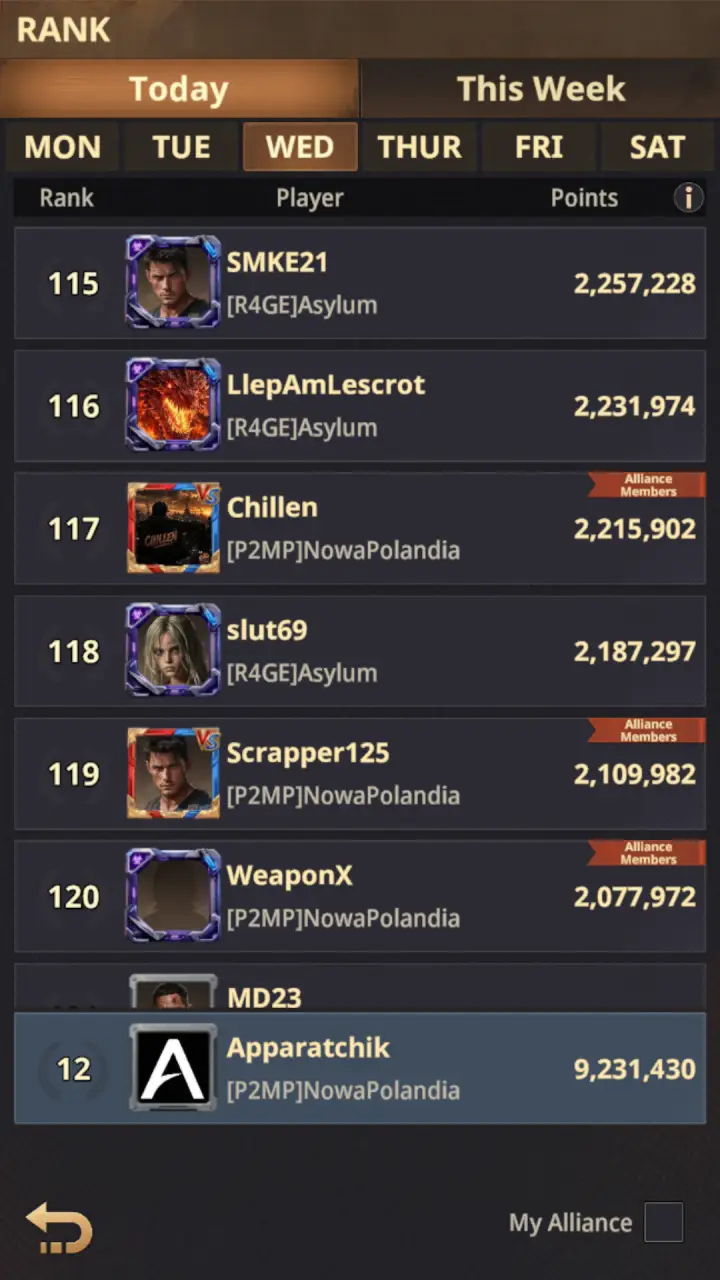 RANK
Today This Week
MON TUE WED THUR FRI SAT
Rank Player Points i
115 SMKE21 2,257,228
[R4GE]Asylum
116 LlepAmLescrot 2,231,974
[R4GE]Asylum
Alliance
Members
VS
CHILLEN
117 Chillen 2,215,902
[P2MP]NowaPolandia
118 slut69 2,187,297
[R4GE]Asylum
Alliance
Members
VS
119 Scrapper125 2,109,982
[P2MP]NowaPolandia
Alliance
Members
120 WeaponX 2,077,972
[P2MP]NowaPolandia
MD23
12 Apparatchik 9,231,430
[P2MP]NowaPolandia
My Alliance